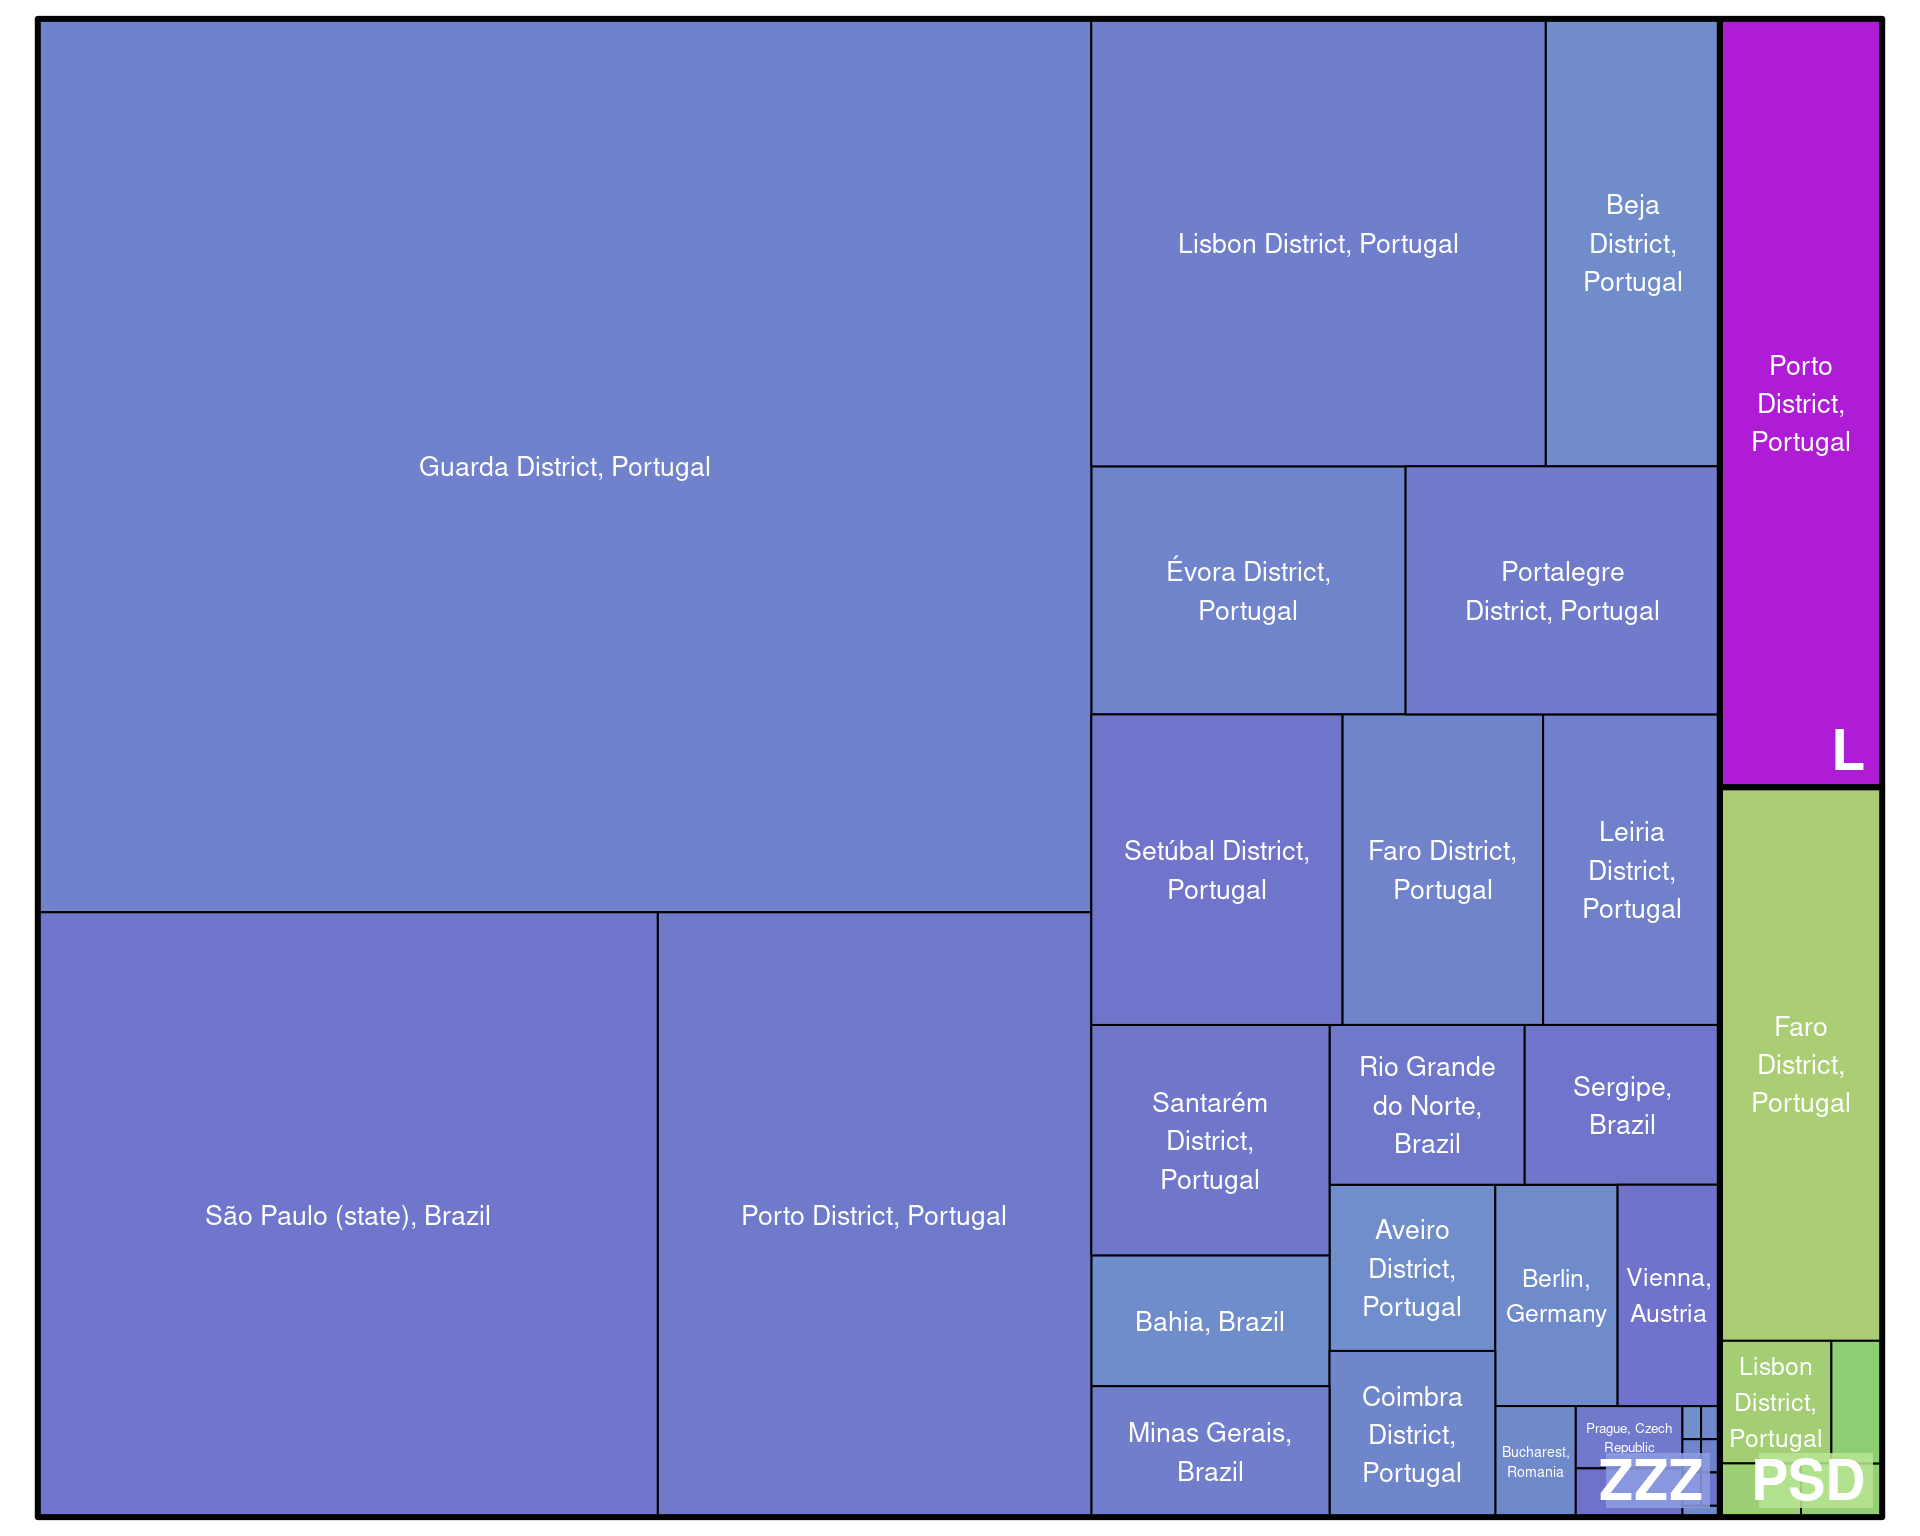 Guarda District, Portugal
Lisbon District, Portugal
Beja
District,
Portugal
Porto
District,
Portugal
L
Évora District,
Portugal
Portalegre
District, Portugal
Setúbal District,
Portugal
Faro District,
Portugal
Leiria
District,
Portugal
São Paulo (state), Brazil
Porto District, Portugal
Santarém
District,
Portugal
Rio Grande
do Norte,
Brazil
Sergipe,
Brazil
Bahia, Brazil
Minas Gerais,
Brazil
Aveiro
District,
Portugal
Coimbra
District,
Portugal
Berlin,
Germany
Vienna,
Austria
Bucharest,
Romania
Prague, Czech
Republic
ZZZ
Faro
District,
Portugal
Lisbon
District,
Portugal
PSD